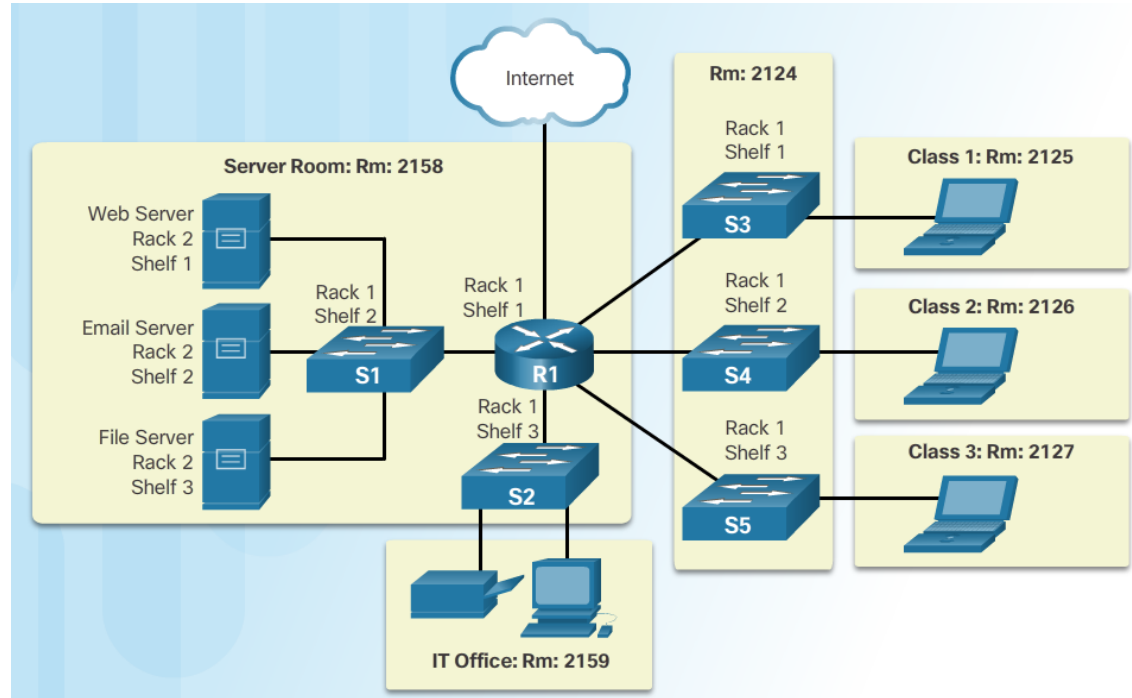 Internet
Rm: 2124
Rack 1
Shelf 1
S3
Class 1: Rm: 2125
Server Room: Rm: 2158
Web Server
Rack 2
Shelf 1
Rack 1
Shelf 2
Rack 1
Shelf 1
Rack 1
Shelf 2
Class 2: Rm: 2126
Email Server
Rack 2
Shelf 2
S1
R1
S4
Rack 1
Shelf 3
Rack 1
Shelf 3
Class 3: Rm: 2127
File Server
Rack 2
Shelf 3
S2
S5
IT Office: Rm: 2159